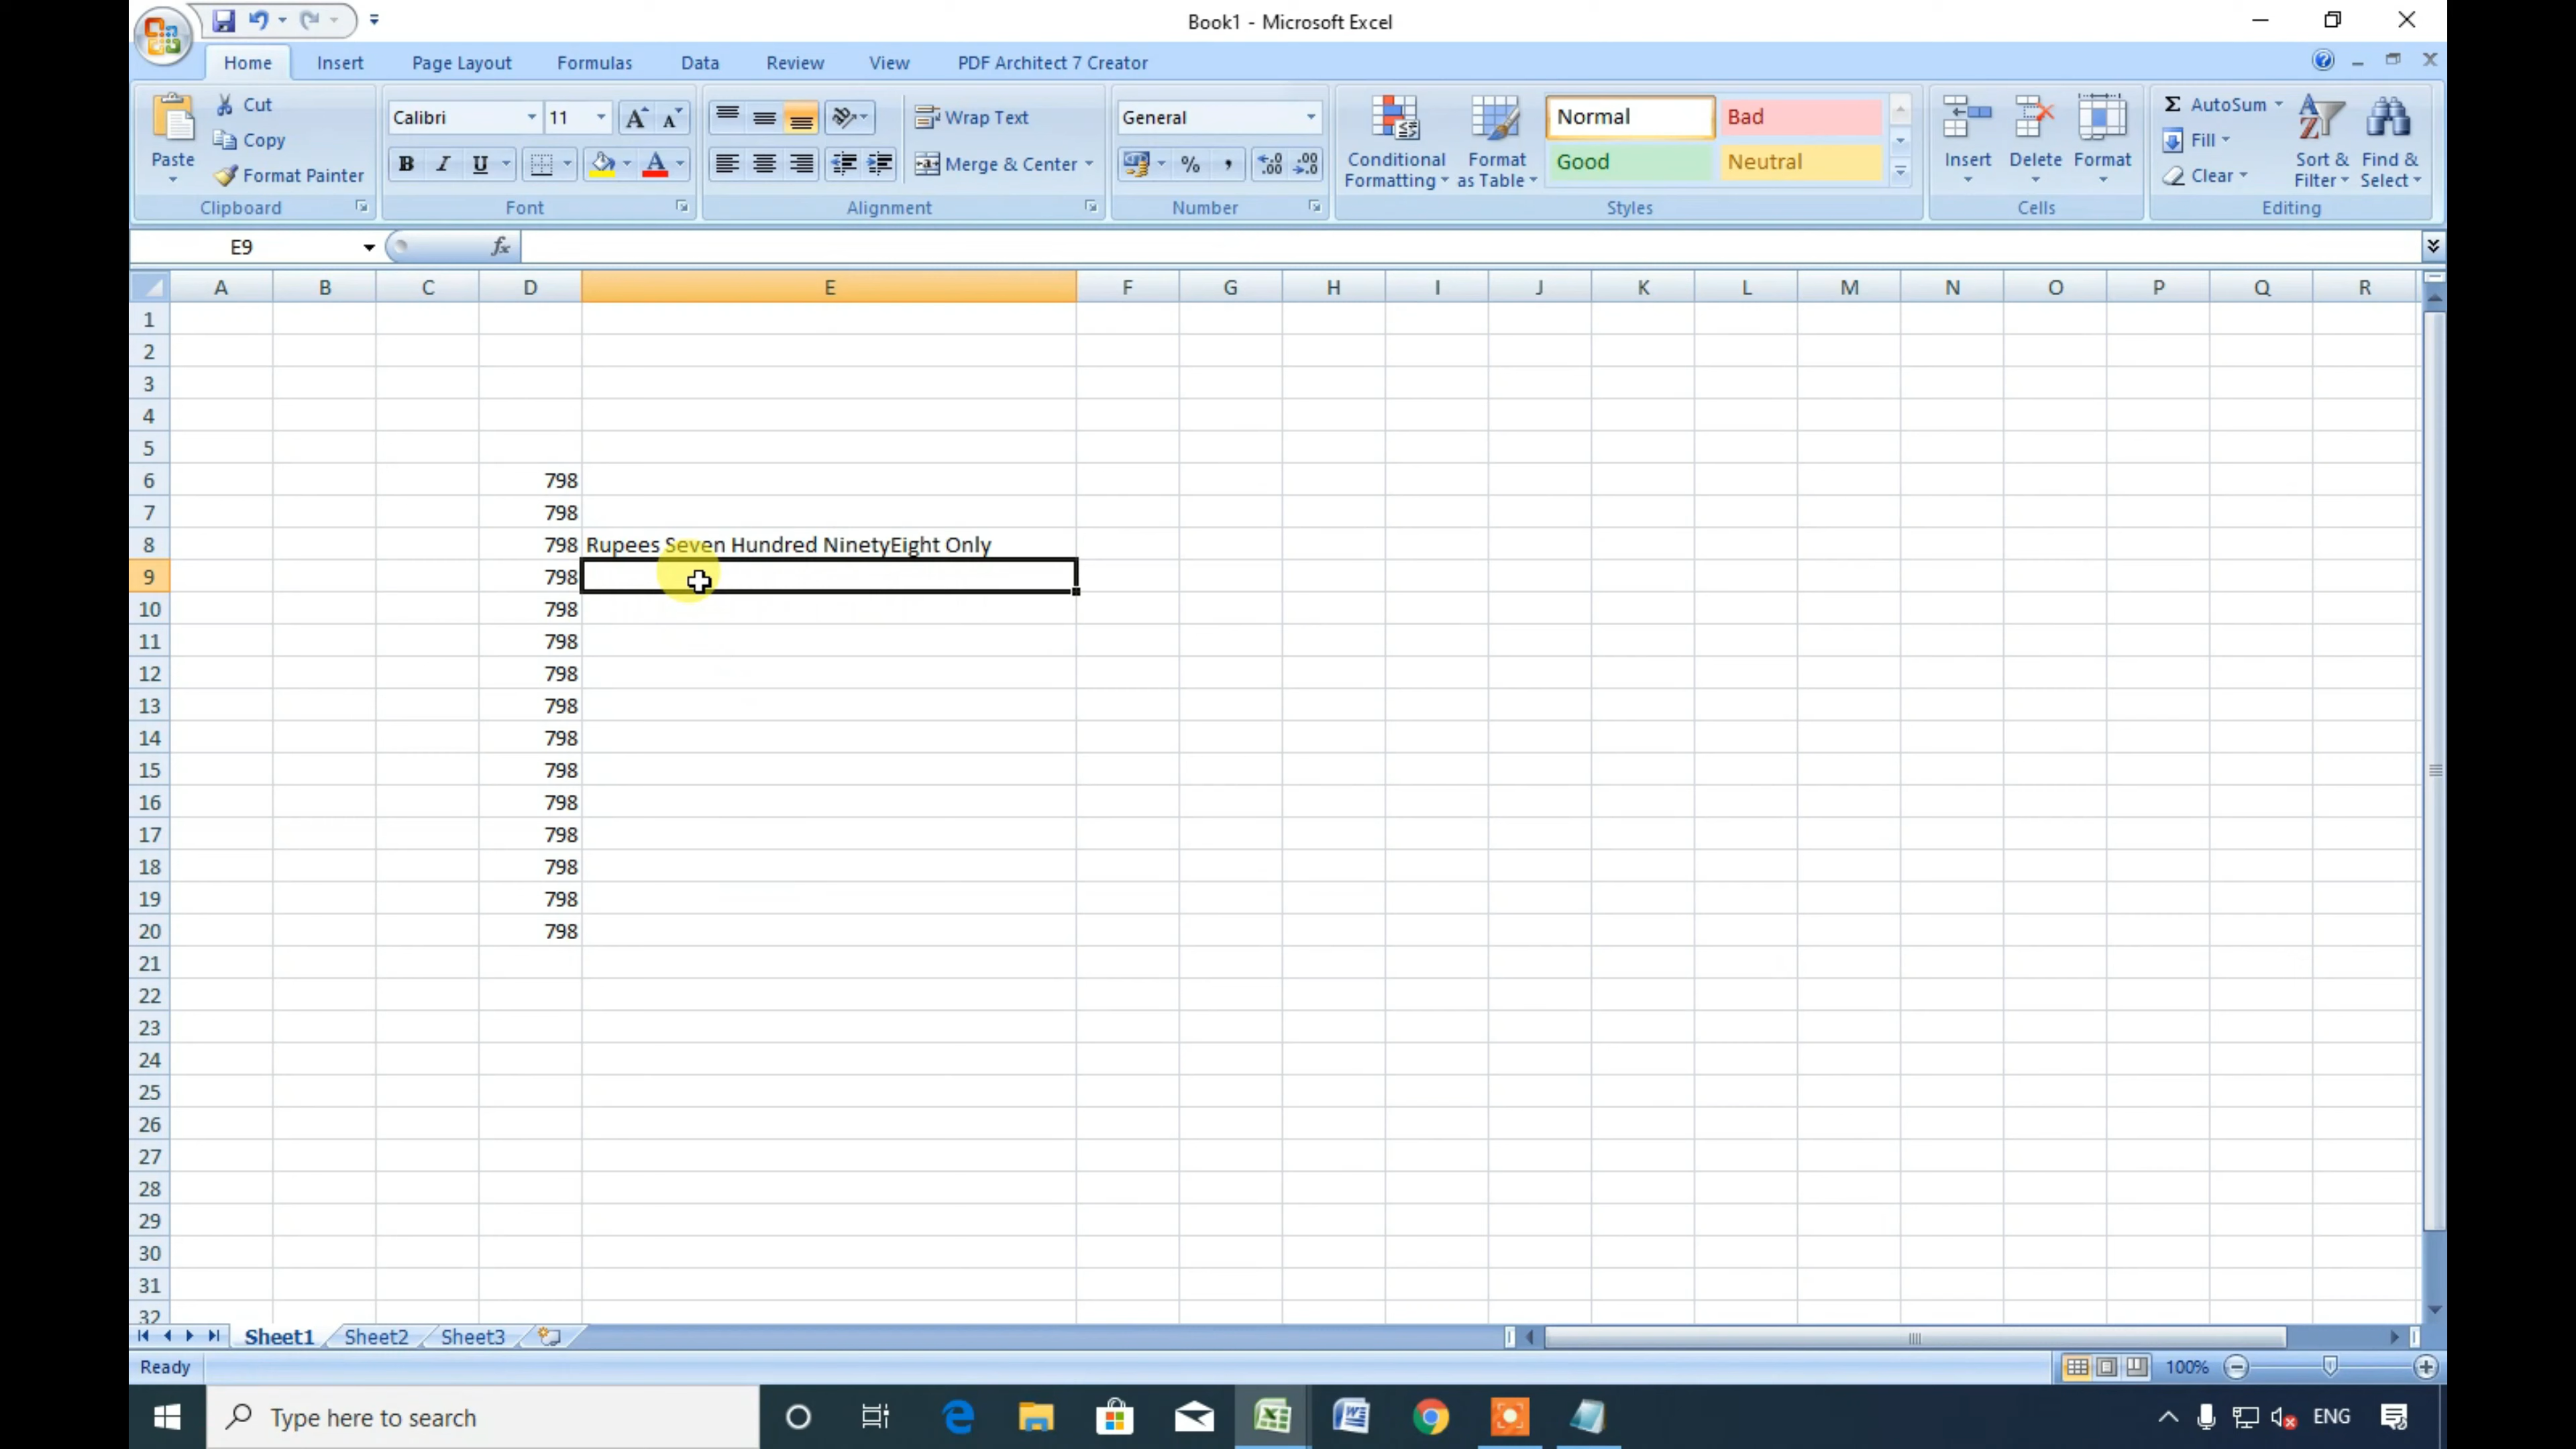 Book1 - Microsoft Excel
Home Insert Page Layout Formulas Data Review View PDF Architect 7 Creator
Paste Cut Copy Format Painter Clipboard
Calibri 11 B I U A A A Font
Wrap Text Merge & Center Alignment
General % , Number
Conditional Formatting Format as Table Normal Bad Good Neutral Styles
Insert Delete Format Cells
Σ AutoSum Fill Clear Sort & Filter Find & Select Editing
E9 fx
A B C D E F G H I J K L M N O P Q R
1
2
3
4
5
6 798
7 798
8 798 Rupees Seven Hundred NinetyEight Only
9 798
10 798
11 798
12 798
13 798
14 798
15 798
16 798
17 798
18 798
19 798
20 798
21
22
23
24
25
26
27
28
29
30
31
32
Sheet1 Sheet2 Sheet3
Ready 100%
Type here to search ENG